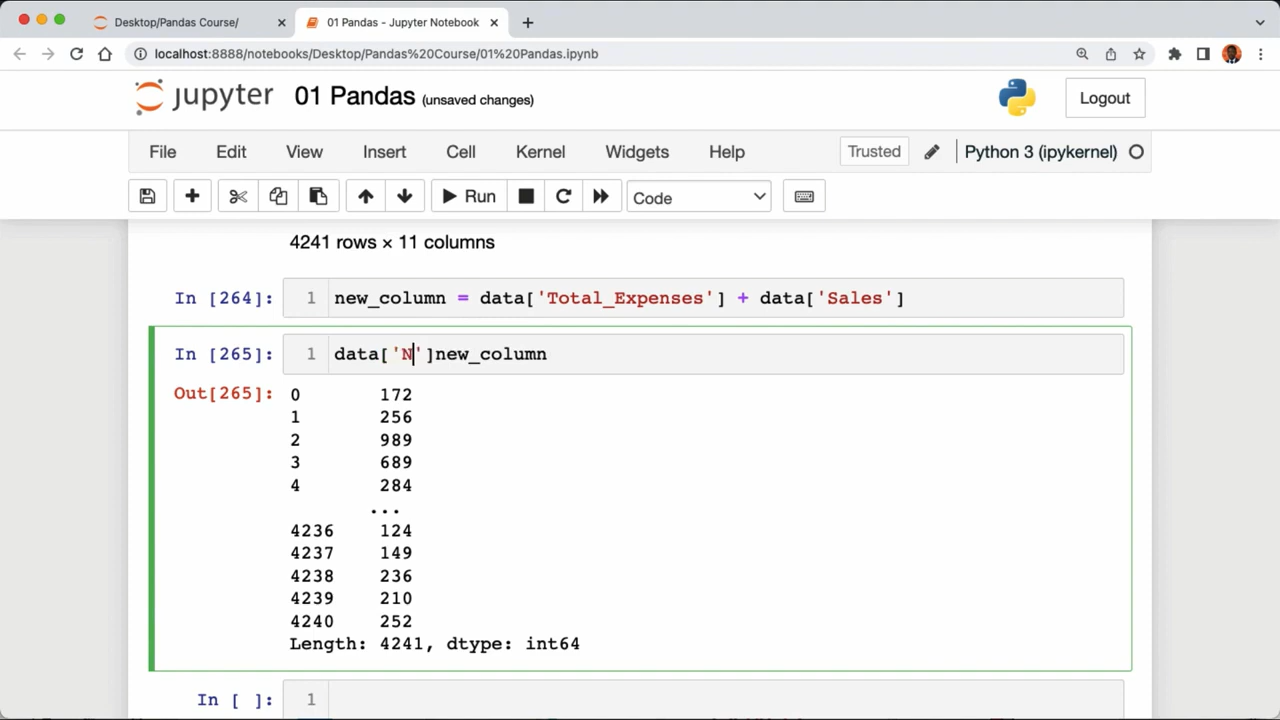 Desktop/Pandas Course/
01 Pandas - Jupyter Notebook
localhost:8888/notebooks/Desktop/Pandas%20Course/01%20Pandas.ipynb
jupyter 01 Pandas (unsaved changes)
Logout
File Edit View Insert Cell Kernel Widgets Help Trusted Python 3 (ipykernel)
Run Code
4241 rows × 11 columns
In [264]: 1 new_column = data['Total_Expenses'] + data['Sales']
In [265]: 1 data['N']new_column
Out[265]: 0 172
1 256
2 989
3 689
4 284
...
4236 124
4237 149
4238 236
4239 210
4240 252
Length: 4241, dtype: int64
In [ ]: 1